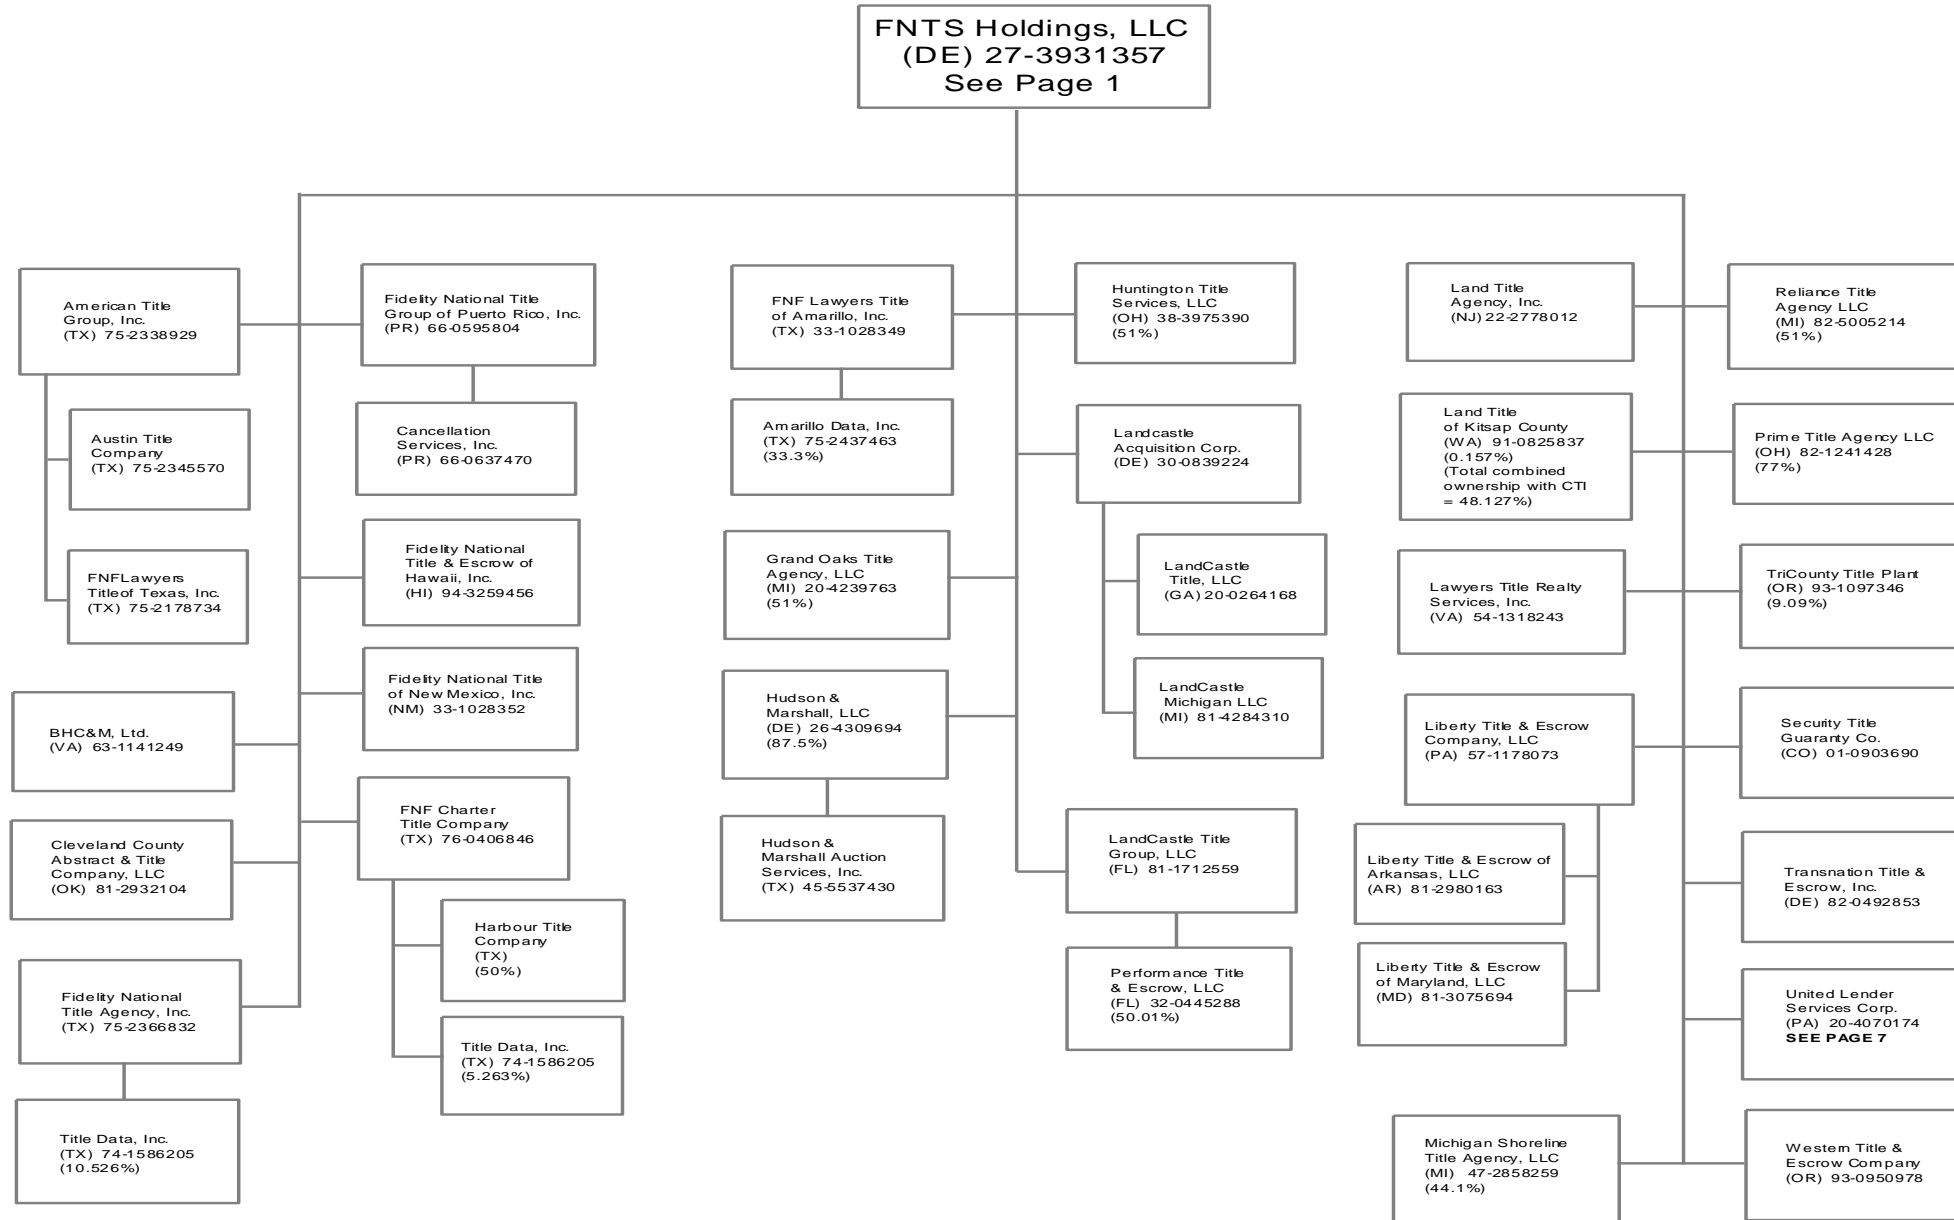 FNTS Holdings, LLC
(DE) 27-3931357
See Page 1
American Title
Group, Inc.
(TX) 75-2338929
Austin Title
Company
(TX) 75-2345570
FNFLawyers
Titleof Texas, Inc.
(TX) 75-2178734
BHC&M, Ltd.
(VA) 63-1141249
Cleveland County
Abstract & Title
Company, LLC
(OK) 81-2932104
Fidelity National
Title Agency, Inc.
(TX) 75-2366832
Title Data, Inc.
(TX) 74-1586205
(10.526%)
Fidelity National Title
Group of Puerto Rico, Inc.
(PR) 66-0595804
Cancellation
Services, Inc.
(PR) 66-0637470
Fidelity National
Title & Escrow of
Hawaii, Inc.
(HI) 94-3259456
Fidelity National Title
of New Mexico, Inc.
(NM) 33-1028352
FNF Charter
Title Company
(TX) 76-0406846
Harbour Title
Company
(TX)
(50%)
Title Data, Inc.
(TX) 74-1586205
(5.263%)
FNF Lawyers Title
of Amarillo, Inc.
(TX) 33-1028349
Amarillo Data, Inc.
(TX) 75-2437463
(33.3%)
Grand Oaks Title
Agency, LLC
(MI) 20-4239763
(51%)
Hudson &
Marshall, LLC
(DE) 26-4309694
(87.5%)
Hudson &
Marshall Auction
Services, Inc.
(TX) 45-5537430
Huntington Title
Services, LLC
(OH) 38-3975390
(51%)
Landcastle
Acquisition Corp.
(DE) 30-0839224
LandCastle
Title, LLC
(GA) 20-0264168
LandCastle
Michigan LLC
(MI) 81-4284310
LandCastle Title
Group, LLC
(FL) 81-1712559
Performance Title
& Escrow, LLC
(FL) 32-0445288
(50.01%)
Land Title
Agency, Inc.
(NJ) 22-2778012
Land Title
of Kitsap County
(WA) 91-0825837
(0.157%)
(Total combined
ownership with CTI
= 48.127%)
Lawyers Title Realty
Services, Inc.
(VA) 54-1318243
Liberty Title & Escrow
Company, LLC
(PA) 57-1178073
Liberty Title & Escrow of
Arkansas, LLC
(AR) 81-2980163
Liberty Title & Escrow
of Maryland, LLC
(MD) 81-3075694
Michigan Shoreline
Title Agency, LLC
(MI) 47-2858259
(44.1%)
Reliance Title
Agency LLC
(MI) 82-5005214
(51%)
Prime Title Agency LLC
(OH) 82-1241428
(77%)
TriCounty Title Plant
(OR) 93-1097346
(9.09%)
Security Title
Guaranty Co.
(CO) 01-0903690
Transnation Title &
Escrow, Inc.
(DE) 82-0492853
United Lender
Services Corp.
(PA) 20-4070174
SEE PAGE 7
Western Title &
Escrow Company
(OR) 93-0950978